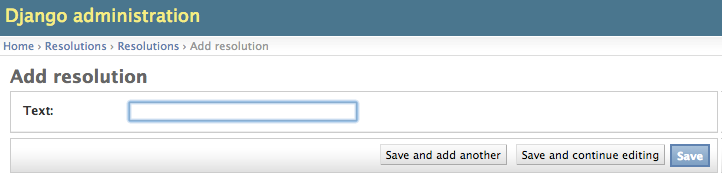 Django administration
Home › Resolutions › Resolutions › Add resolution
Add resolution
Text:
Save and add another Save and continue editing Save